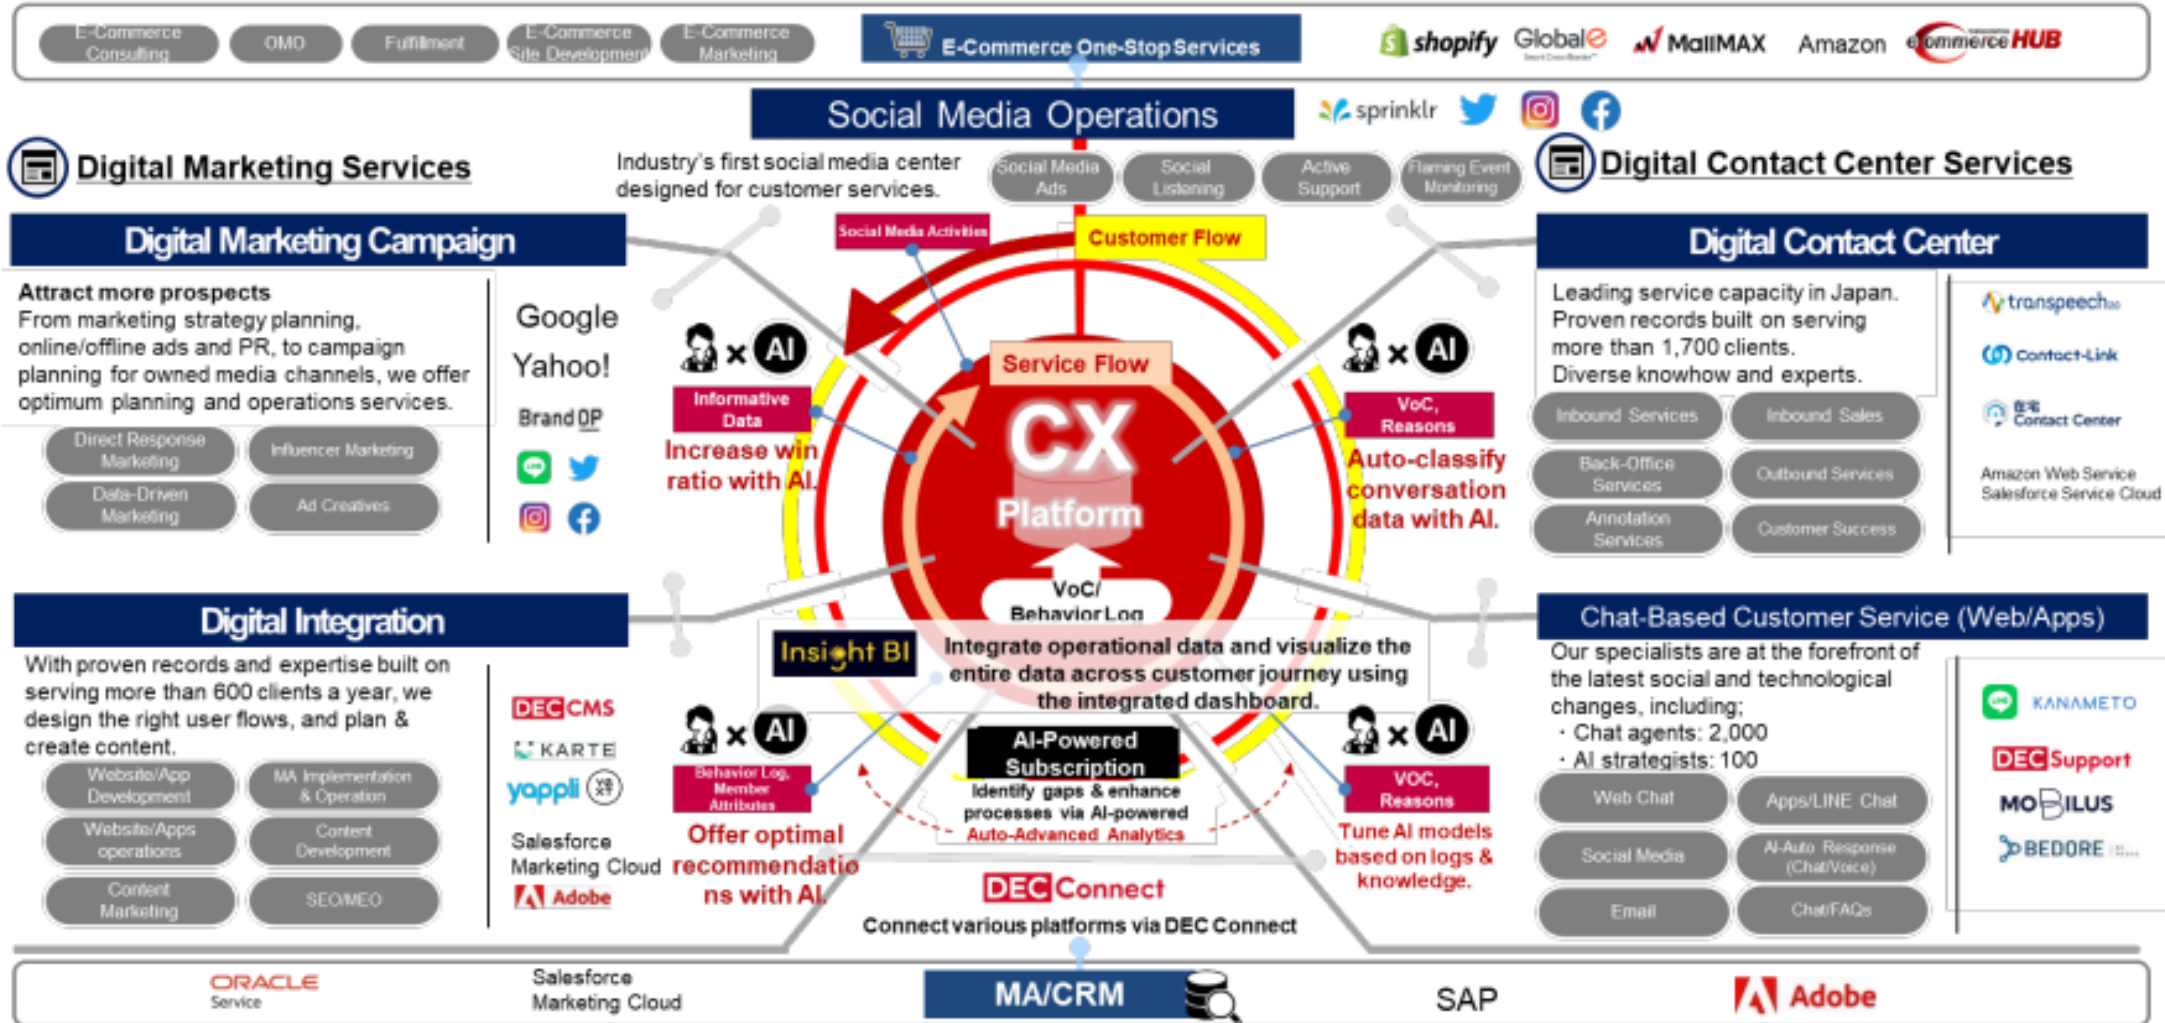 E-Commerce
Consulting
OMO
Fulfillment
E-Commerce
Site Development
E-Commerce
Marketing
E-Commerce One-Stop Services
shopify
Global-e
MallMAX
Amazon
ecommerce HUB
Social Media Operations
sprinklr
Industry's first social media center
designed for customer services.
Social Media
Ads
Social
Listening
Active
Support
Flaming Event
Monitoring
Digital Marketing Services
Digital Marketing Campaign
Attract more prospects
From marketing strategy planning,
online/offline ads and PR, to campaign
planning for owned media channels, we offer
optimum planning and operations services.
Direct Response
Marketing
Influencer Marketing
Data-Driven
Marketing
Ad Creatives
Google
Yahoo!
Brand OP
LINE
Digital Integration
With proven records and expertise built on
serving more than 600 clients a year, we
design the right user flows, and plan &
create content.
Website/App
Development
MA Implementation
& Operation
Website/Apps
operations
Content
Development
Content
Marketing
SEO/MEO
DEC CMS
KARTE
yappli
Salesforce
Marketing Cloud
Adobe
Social Media Activities
Customer Flow
× AI
Informative
Data
Increase win
ratio with AI.
Service Flow
CX
Platform
VoC/
Behavior Log
× AI
VoC,
Reasons
Auto-classify
conversation
data with AI.
Insight BI
Integrate operational data and visualize the
entire data across customer journey using
the integrated dashboard.
× AI
Behavior Log,
Member
Attributes
Offer optimal
recommendatio
ns with AI.
AI-Powered
Subscription
Identify gaps & enhance
processes via AI-powered
Auto-Advanced Analytics
× AI
VOC,
Reasons
Tune AI models
based on logs &
knowledge.
DEC Connect
Connect various platforms via DEC Connect
Digital Contact Center Services
Digital Contact Center
Leading service capacity in Japan.
Proven records built on serving
more than 1,700 clients.
Diverse knowhow and experts.
Inbound Services
Inbound Sales
Back-Office
Services
Outbound Services
Annotation
Services
Customer Success
transpeech
Contact-Link
在宅
Contact Center
Amazon Web Service
Salesforce Service Cloud
Chat-Based Customer Service (Web/Apps)
Our specialists are at the forefront of
the latest social and technological
changes, including;
・Chat agents: 2,000
・AI strategists: 100
Web Chat
Apps/LINE Chat
Social Media
AI-Auto Response
(Chat/Voice)
Email
Chat/FAQs
LINE
KANAMETO
DEC Support
MOBILUS
BEDORE
ORACLE
Service
Salesforce
Marketing Cloud
MA/CRM
SAP
Adobe